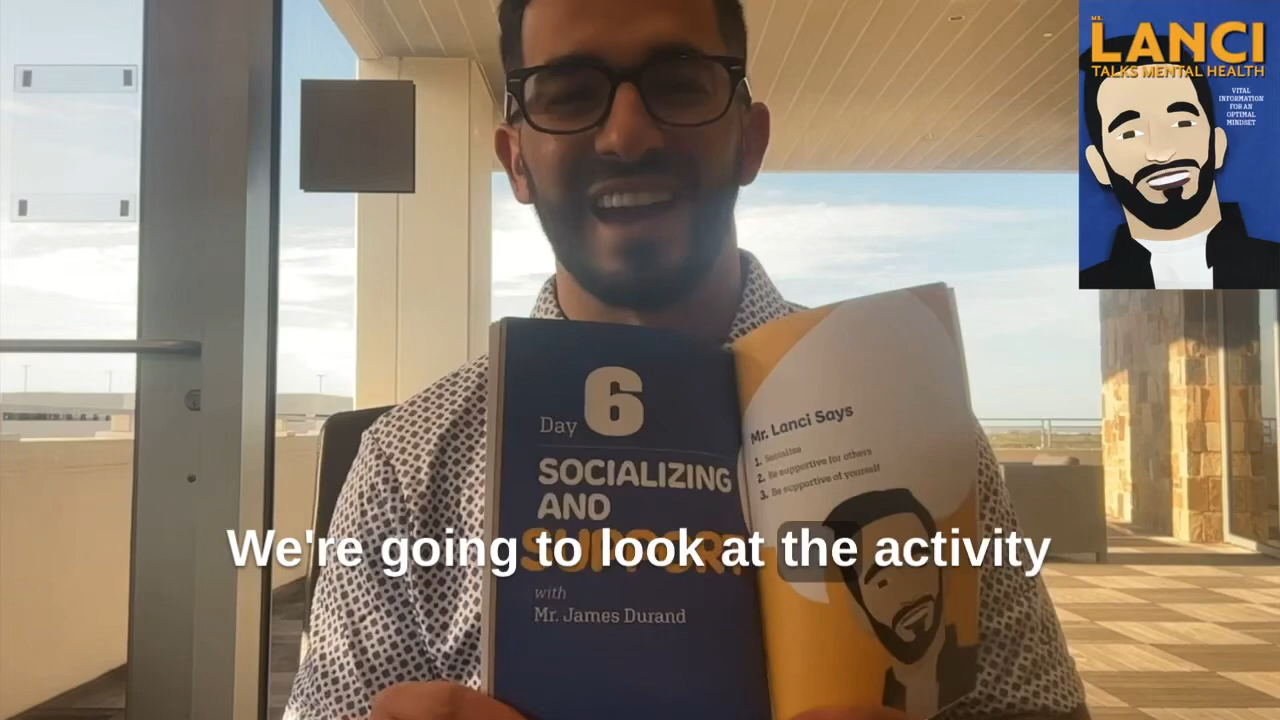 MR.
LANCI
TALKS MENTAL HEALTH
VITAL
INFORMATION
FOR AN
OPTIMAL
MINDSET
Day 6
SOCIALIZING
AND
SUPPORT
with
Mr. James Durand
Mr. Lanci Says
1. Socialize
2. Be supportive for others
3. Be supportive of yourself
We're going to look at the activity